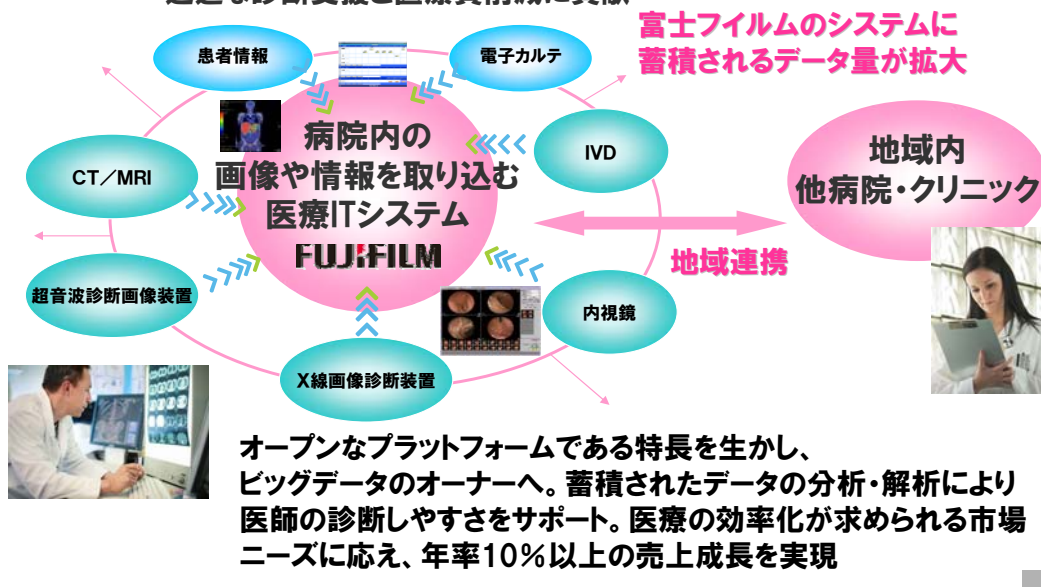 富士フイルムのシステムに
蓄積されるデータ量が拡大
患者情報
電子カルテ
病院内の
画像や情報を取り込む
医療ITシステム
FUJIFILM
CT／MRI
IVD
地域内
他病院・クリニック
地域連携
超音波診断画像装置
内視鏡
X線画像診断装置
オープンなプラットフォームである特長を生かし、
ビッグデータのオーナーへ。蓄積されたデータの分析・解析により
医師の診断しやすさをサポート。医療の効率化が求められる市場
ニーズに応え、年率10％以上の売上成長を実現